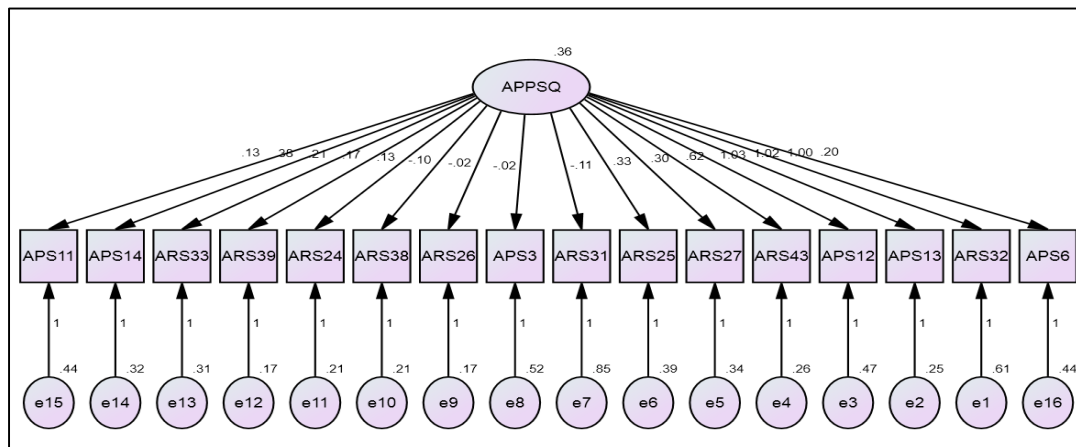 .36
APPSQ
.13 .38 .21 .17 .13 -.10 -.02 -.02 -.11 .33 .30 .62 1.03 1.02 1.00 .20
APS11 APS14 ARS33 ARS39 ARS24 ARS38 ARS26 APS3 ARS31 ARS25 ARS27 ARS43 APS12 APS13 ARS32 APS6
1 1 1 1 1 1 1 1 1 1 1 1 1 1 1 1
.44 .32 .31 .17 .21 .21 .17 .52 .85 .39 .34 .26 .47 .25 .61 .44
e15 e14 e13 e12 e11 e10 e9 e8 e7 e6 e5 e4 e3 e2 e1 e16